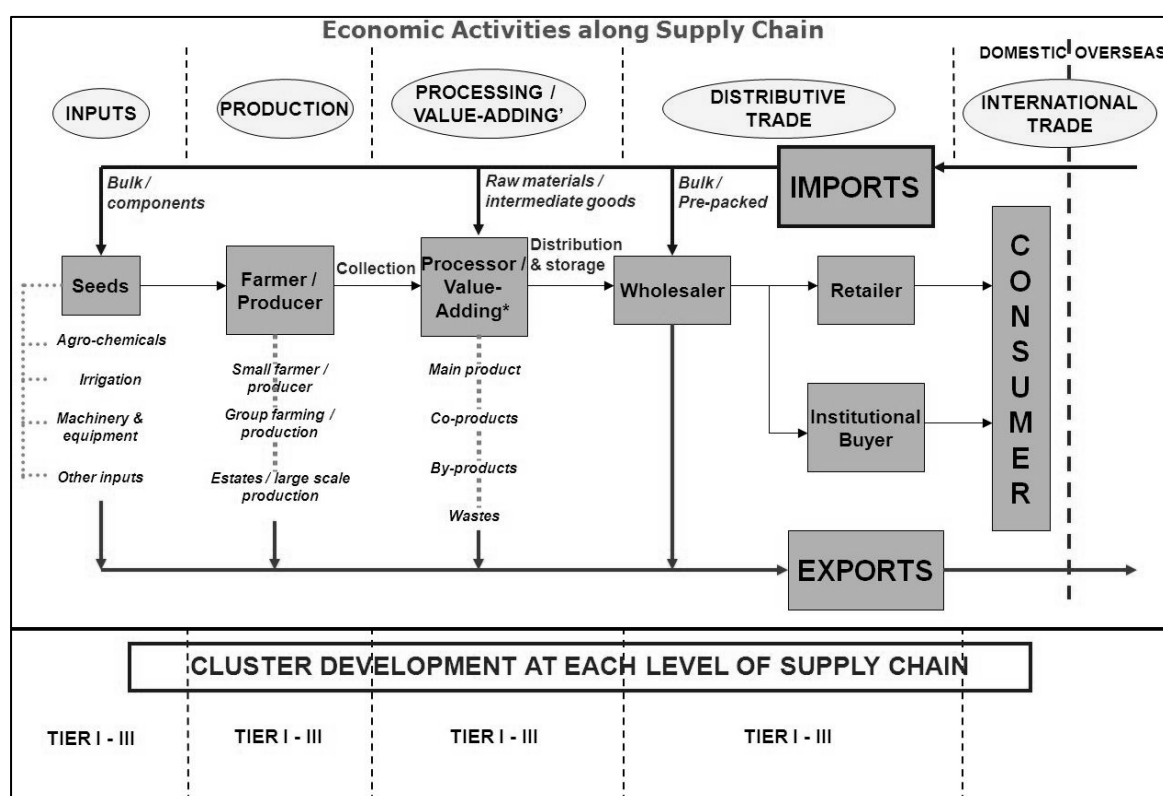 Economic Activities along Supply Chain
DOMESTIC OVERSEAS
INPUTS
PRODUCTION
PROCESSING /
VALUE-ADDING'
DISTRIBUTIVE
TRADE
INTERNATIONAL
TRADE
Bulk /
components
Raw materials /
intermediate goods
Bulk /
Pre-packed
IMPORTS
Seeds
Farmer /
Producer
Collection
Processor /
Value-
Adding*
Distribution
& storage
Wholesaler
Retailer
Institutional
Buyer
C
O
N
S
U
M
E
R
Agro-chemicals
Irrigation
Machinery &
equipment
Other inputs
Small farmer /
producer
Group farming /
production
Estates / large scale
production
Main product
Co-products
By-products
Wastes
EXPORTS
CLUSTER DEVELOPMENT AT EACH LEVEL OF SUPPLY CHAIN
TIER I - III
TIER I - III
TIER I - III
TIER I - III